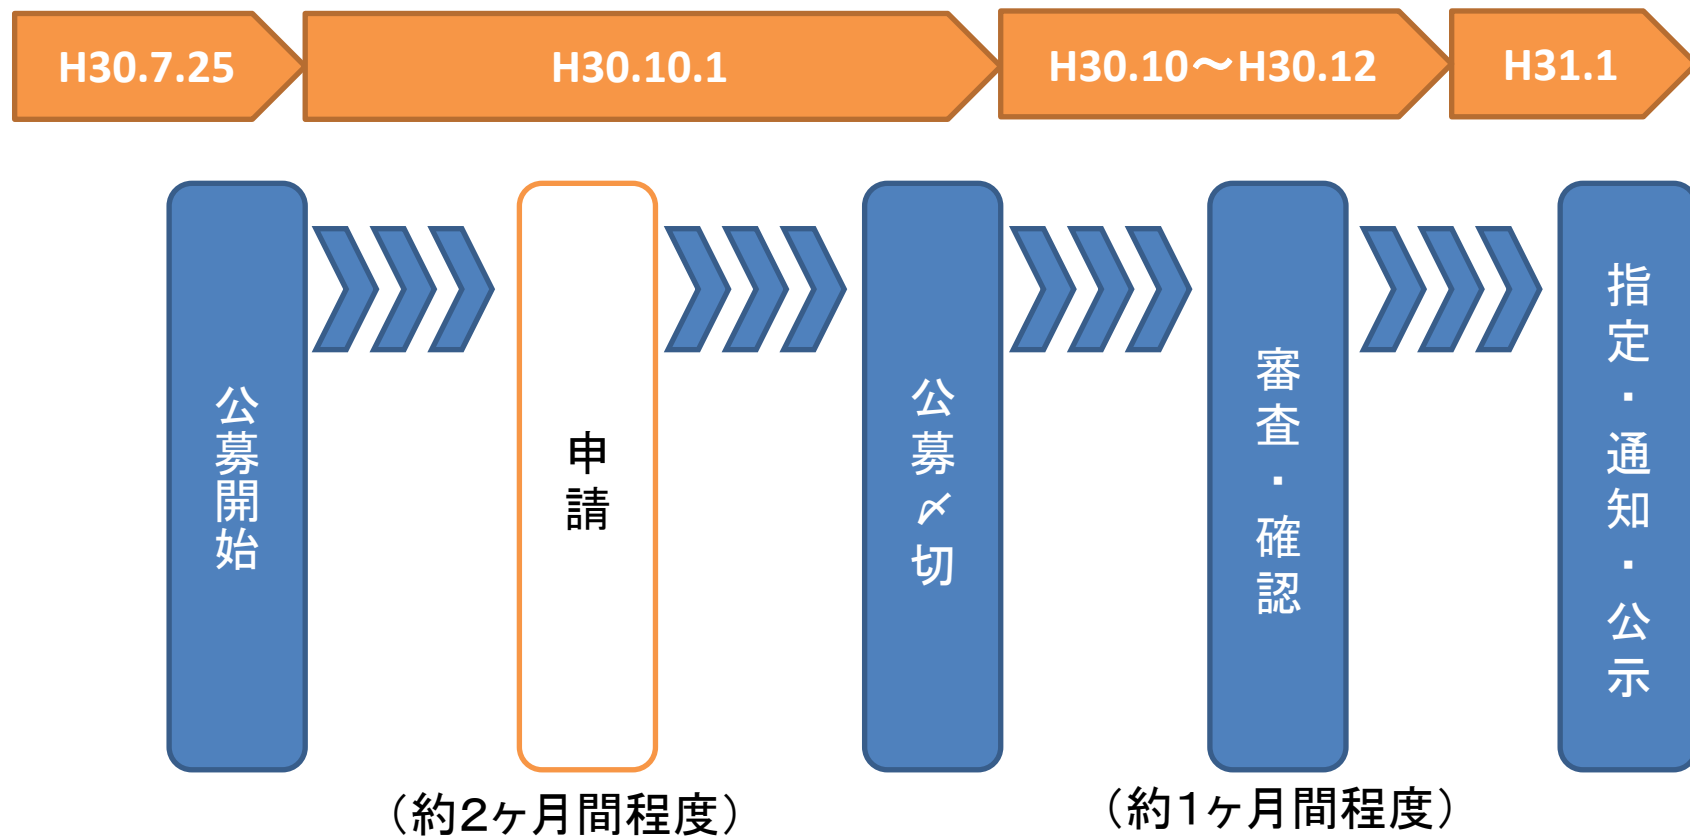 H30.7.25
H30.10.1
H30.10～H30.12
H31.1
公募開始
申請
公募〆切
審査・確認
指定・通知・公示
（約2ヶ月間程度）
（約1ヶ月間程度）